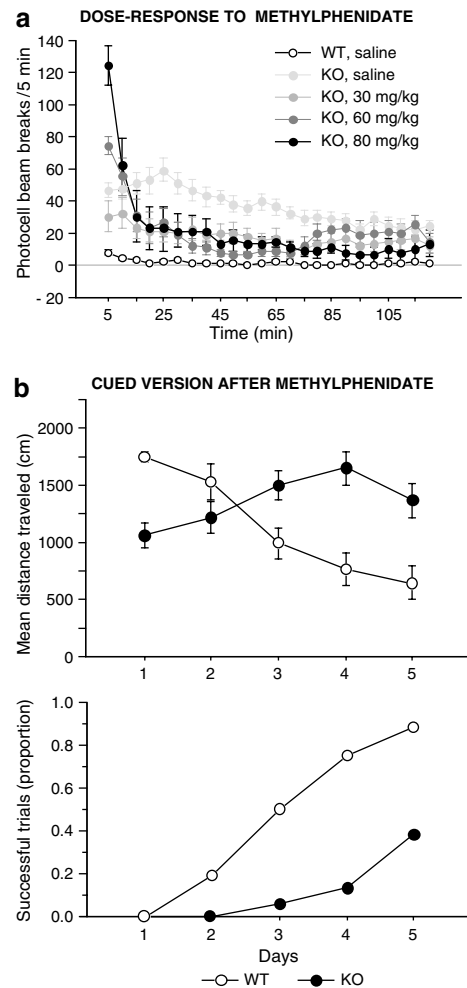 a
DOSE-RESPONSE TO METHYLPHENIDATE
Photocell beam breaks/5 min
140
120
100
80
60
40
20
0
- 20
WT, saline
KO, saline
KO, 30 mg/kg
KO, 60 mg/kg
KO, 80 mg/kg
5 25 45 65 85 105
Time (min)
b
CUED VERSION AFTER METHYLPHENIDATE
Mean distance traveled (cm)
2000
1500
1000
500
0
1 2 3 4 5
Successful trials (proportion)
1.0
0.8
0.6
0.4
0.2
0.0
1 2 3 4 5
Days
WT KO